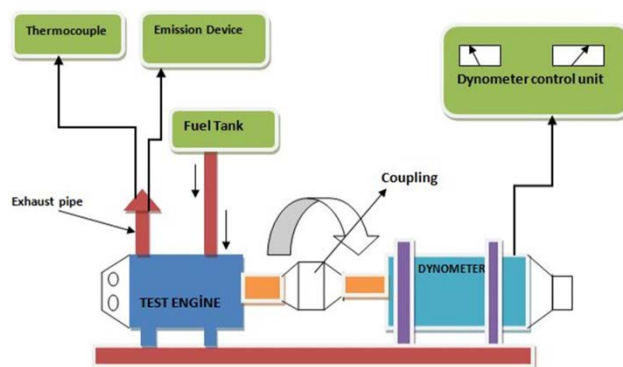 Thermocouple
Emission Device
Dynometer control unit
Fuel Tank
Coupling
Exhaust pipe
DYNOMETER
TEST ENGİNE